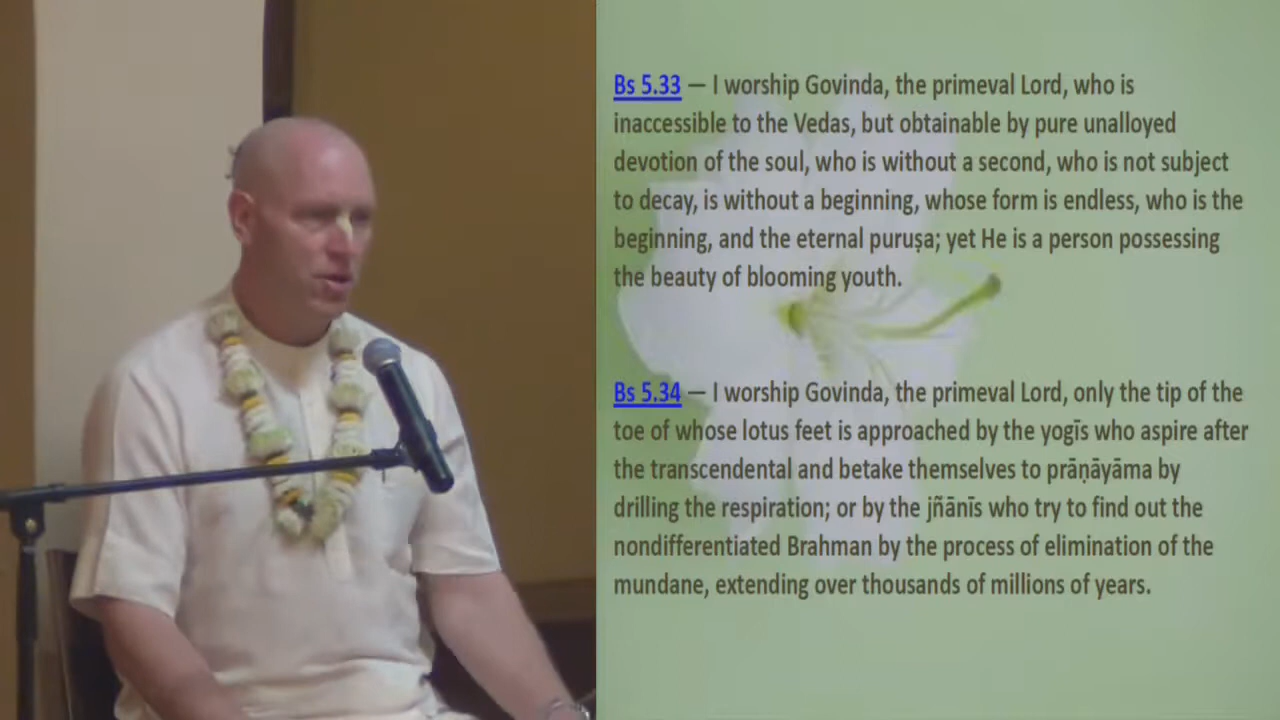 Bs 5.33 — I worship Govinda, the primeval Lord, who is
inaccessible to the Vedas, but obtainable by pure unalloyed
devotion of the soul, who is without a second, who is not subject
to decay, is without a beginning, whose form is endless, who is the
beginning, and the eternal puruṣa; yet He is a person possessing
the beauty of blooming youth.
Bs 5.34 — I worship Govinda, the primeval Lord, only the tip of the
toe of whose lotus feet is approached by the yogīs who aspire after
the transcendental and betake themselves to prāṇāyāma by
drilling the respiration; or by the jñānīs who try to find out the
nondifferentiated Brahman by the process of elimination of the
mundane, extending over thousands of millions of years.